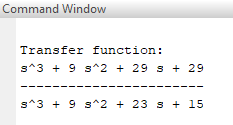 Command Window
Transfer function:
s^3 + 9 s^2 + 29 s + 29
-----------------------
s^3 + 9 s^2 + 23 s + 15